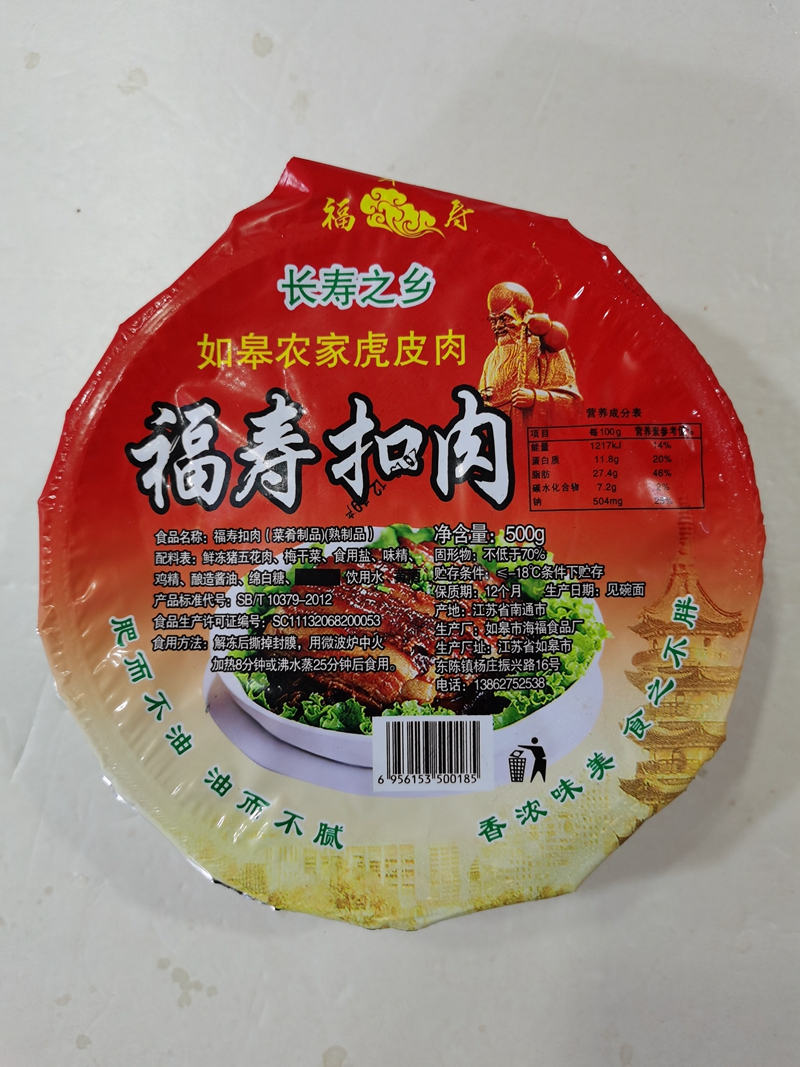 福 寿
长寿之乡
如皋农家虎皮肉
福寿扣肉
营养成分表
项目 每100g 营养素参考
能量 1217kJ 14%
蛋白质 11.8g 20%
脂肪 27.4g 46%
碳水化合物 7.2g 2%
钠 504mg
食品名称：福寿扣肉（菜肴制品)(熟制品）
配料表：鲜冻猪五花肉、梅干菜、食用盐、味精、
鸡精、酿造酱油、绵白糖、 饮用水
产品标准代号：SB/T 10379-2012
食品生产许可证编号：SC11132068200053
食用方法：解冻后撕掉封膜，用微波炉中火
加热8分钟或沸水蒸25分钟后食用。
净含量：500g
固形物：不低于70%
贮存条件：≤-18℃条件下贮存
保质期：12个月 生产日期：见碗面
产地：江苏省南通市
生产厂：如皋市海福食品厂
生产厂址：江苏省如皋市
东陈镇杨庄振兴路16号
电话：13862752538
6 956153 500185
肥而不油 油而不腻
香浓味美 食之不胖